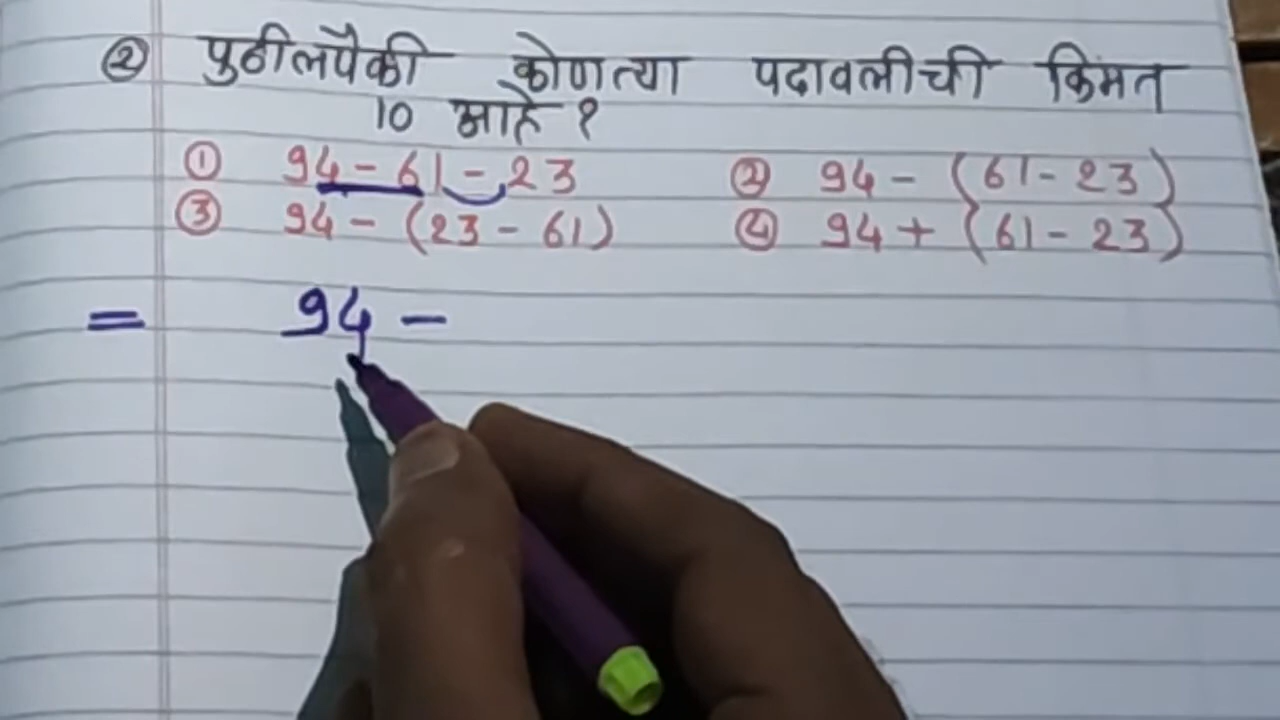 ② पुढीलपैकी कोणत्या पदावलीची किंमत
10 आहे ?
① 94 - 61 - 23 ② 94 - (61 - 23)
③ 94 - (23 - 61) ④ 94 + (61 - 23)
= 94 -